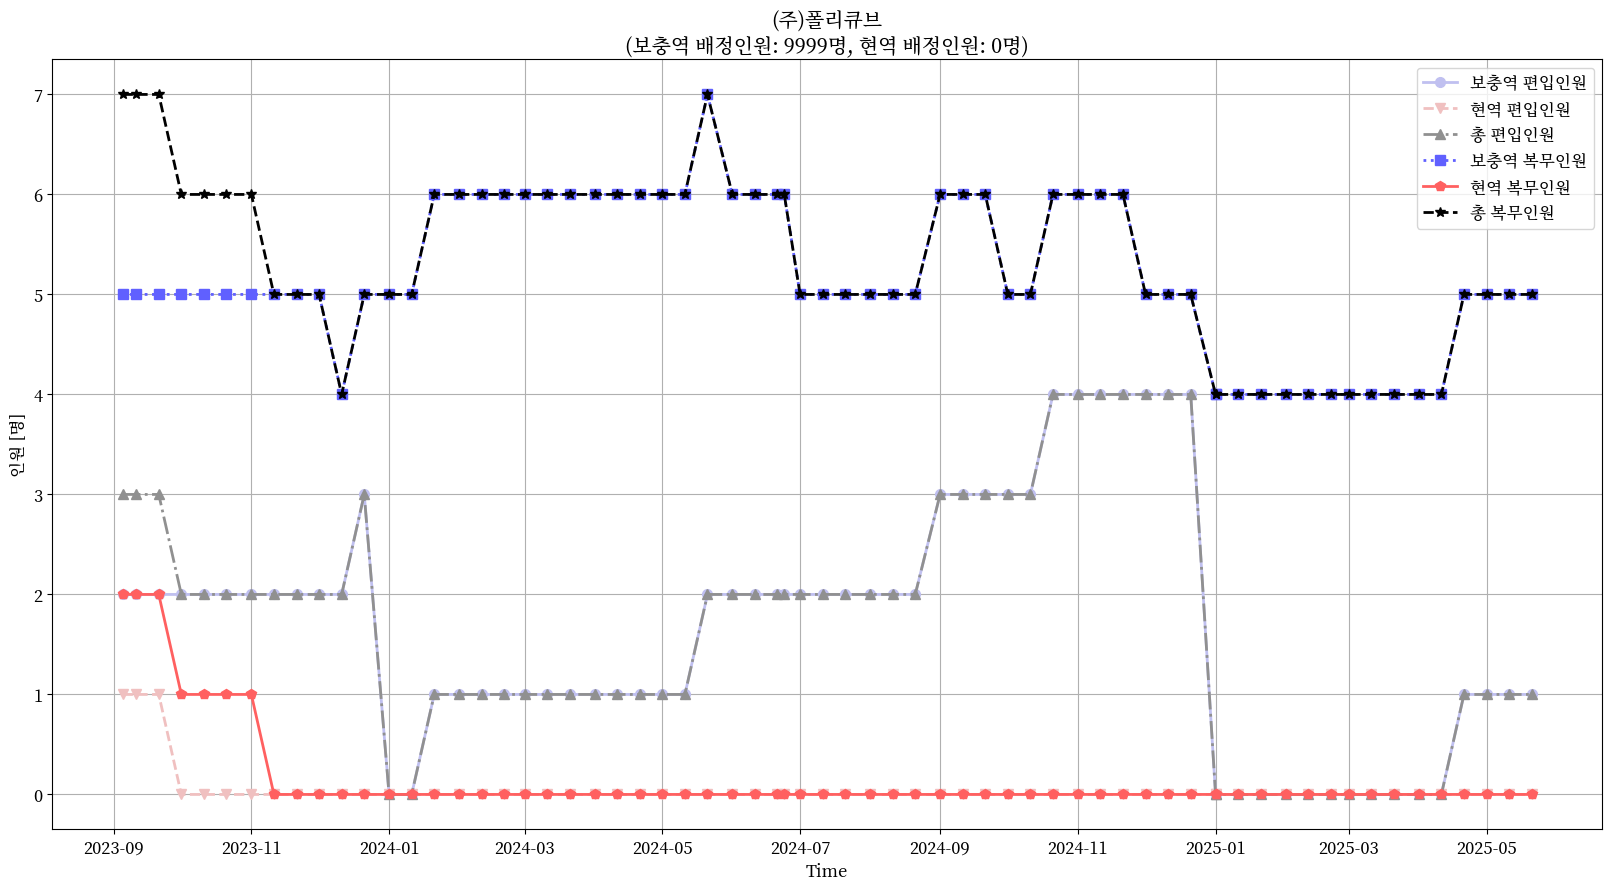 (주)폴리큐브
(보충역 배정인원: 9999명, 현역 배정인원: 0명)
보충역 편입인원
현역 편입인원
총 편입인원
보충역 복무인원
현역 복무인원
총 복무인원
인원 [명]
7
6
5
4
3
2
1
0
2023-09
2023-11
2024-01
2024-03
2024-05
2024-07
2024-09
2024-11
2025-01
2025-03
2025-05
Time